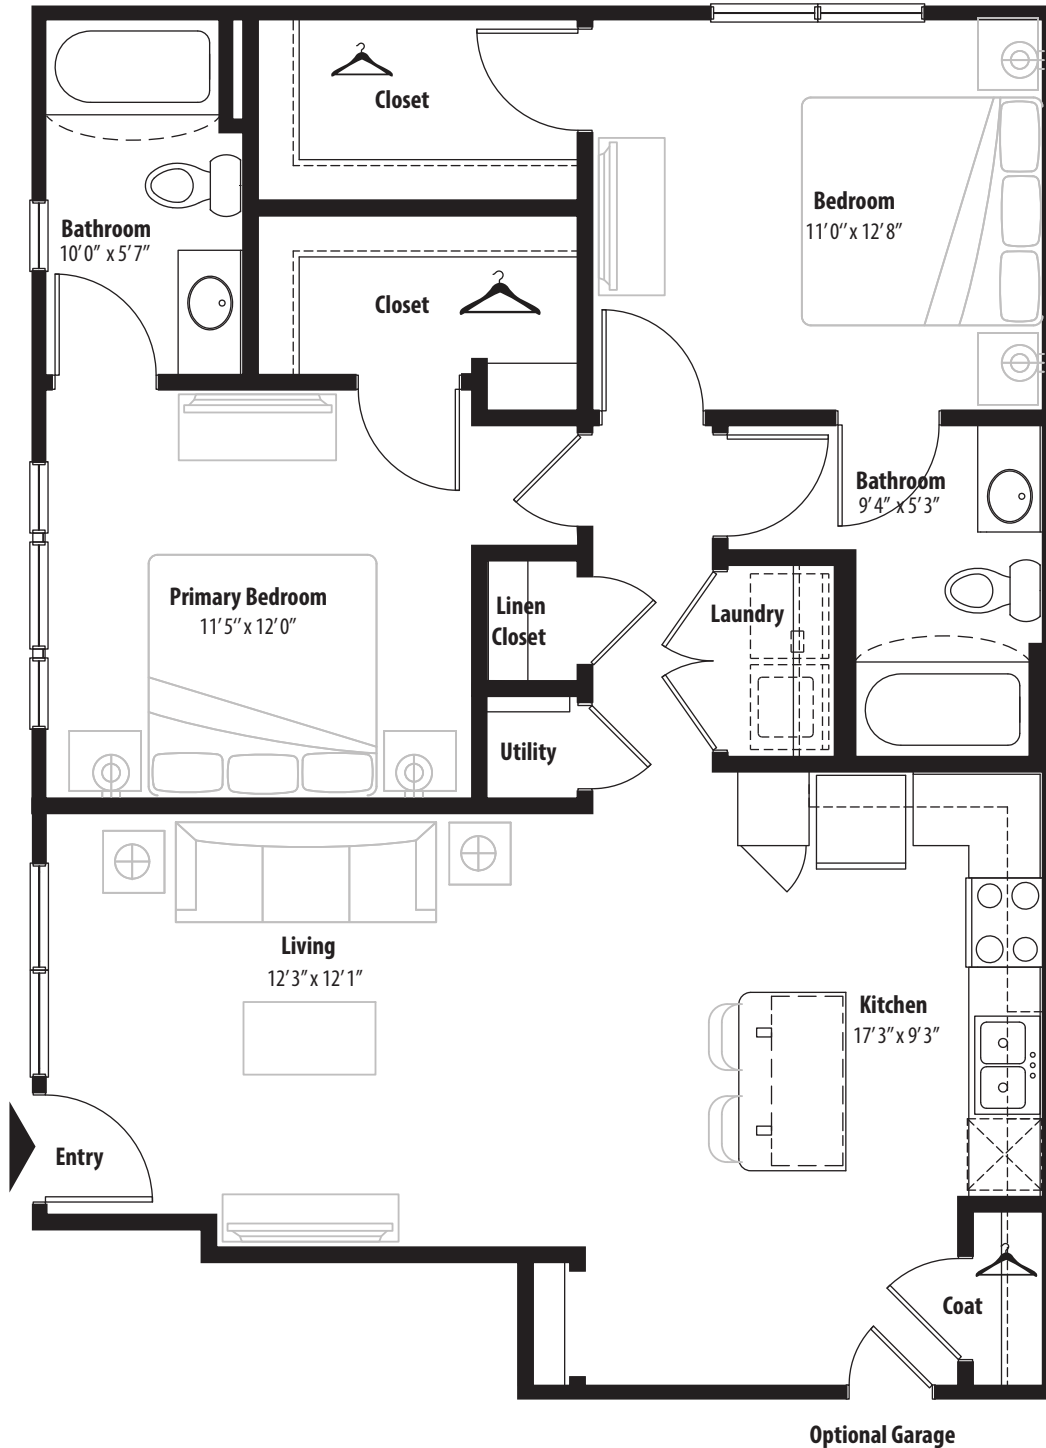 Closet
Bathroom
10'0" x 5'7"
Bedroom
11'0" x 12'8"
Closet
Bathroom
9'4" x 5'3"
Primary Bedroom
11'5" x 12'0"
Linen
Closet
Laundry
Utility
Living
12'3" x 12'1"
Kitchen
17'3" x 9'3"
Entry
Coat
Optional Garage